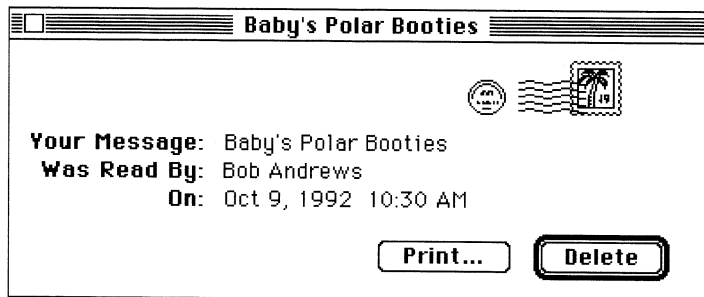 Baby's Polar Booties
19
Your Message: Baby's Polar Booties
Was Read By: Bob Andrews
On: Oct 9, 1992 10:30 AM
Print...
Delete